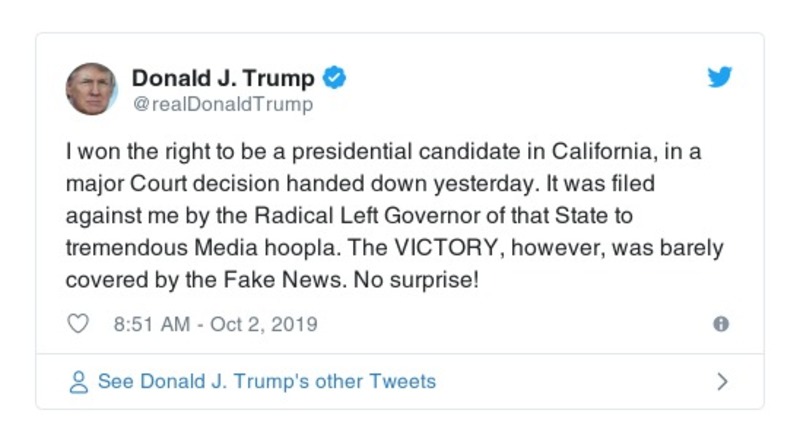 Donald J. Trump
@realDonaldTrump
I won the right to be a presidential candidate in California, in a
major Court decision handed down yesterday. It was filed
against me by the Radical Left Governor of that State to
tremendous Media hoopla. The VICTORY, however, was barely
covered by the Fake News. No surprise!
8:51 AM - Oct 2, 2019
See Donald J. Trump's other Tweets